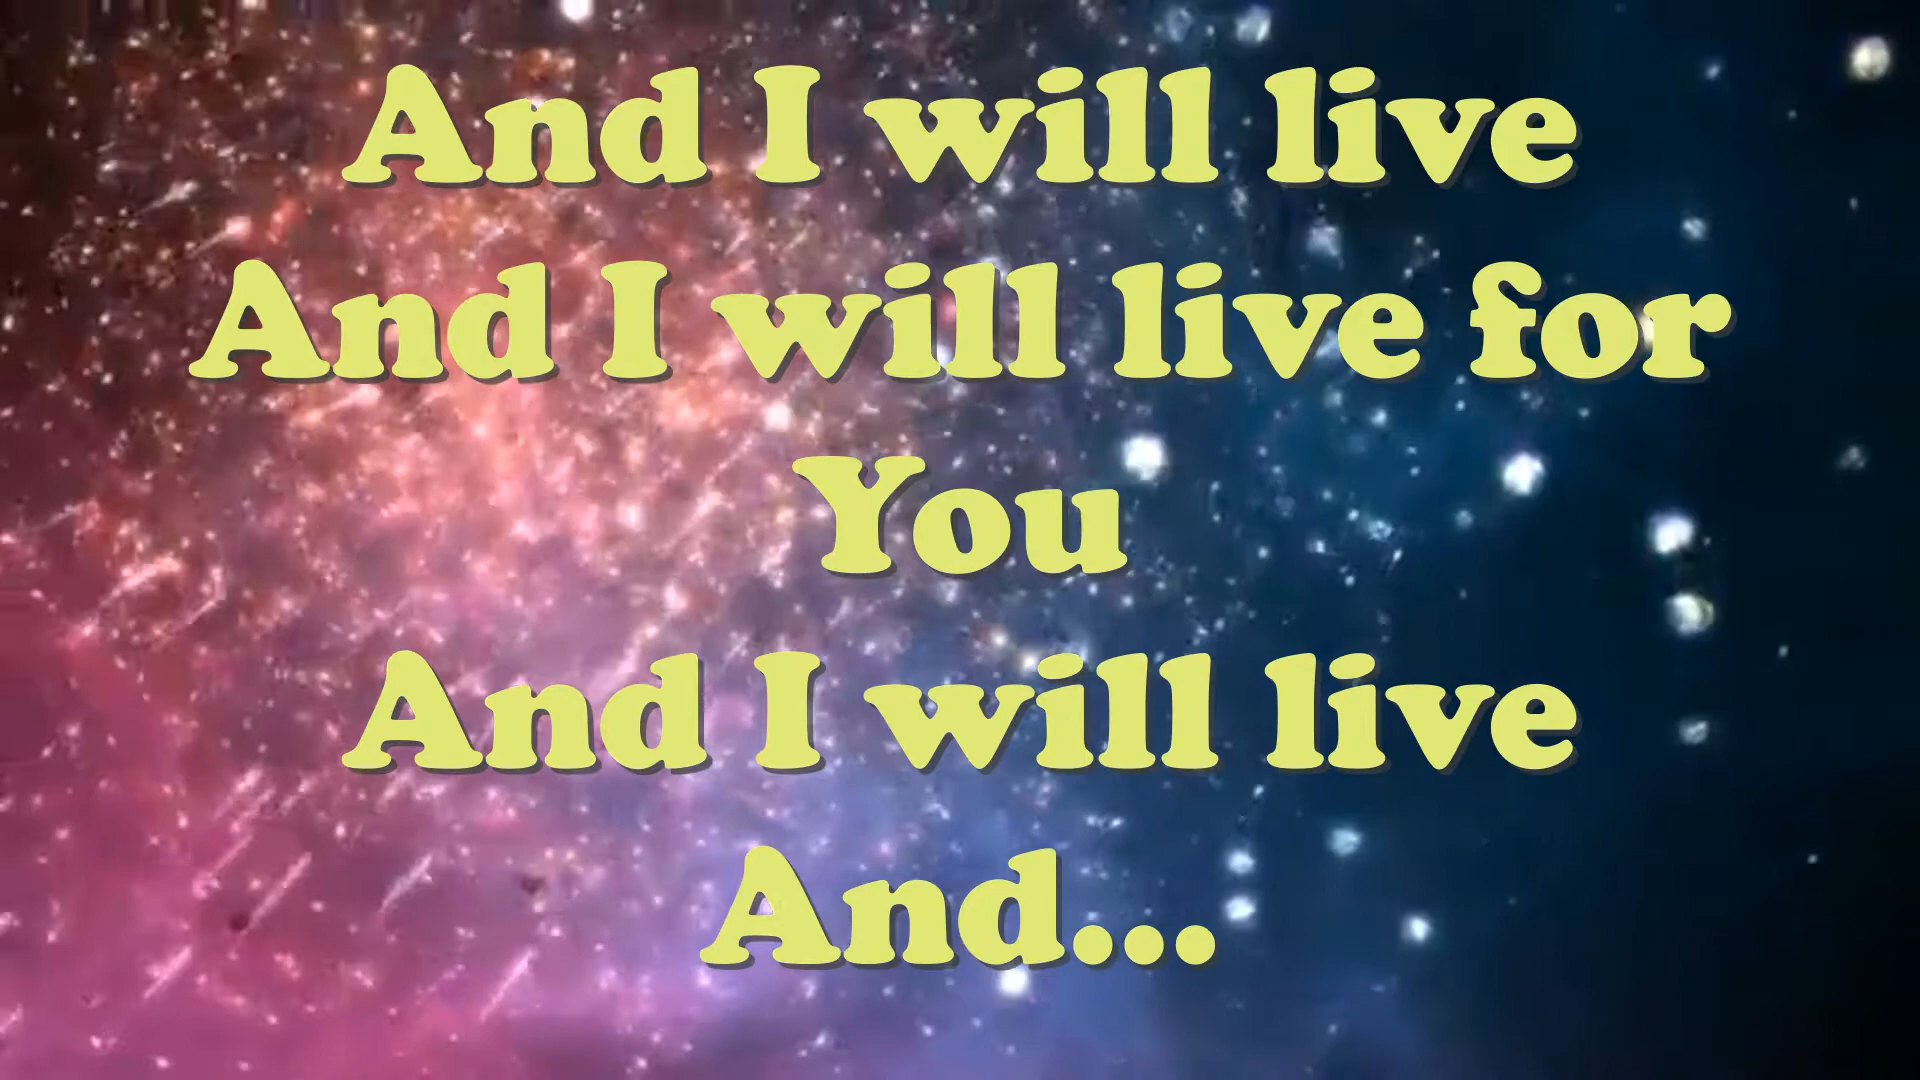 And I will live
And I will live for
You
And I will live
And...